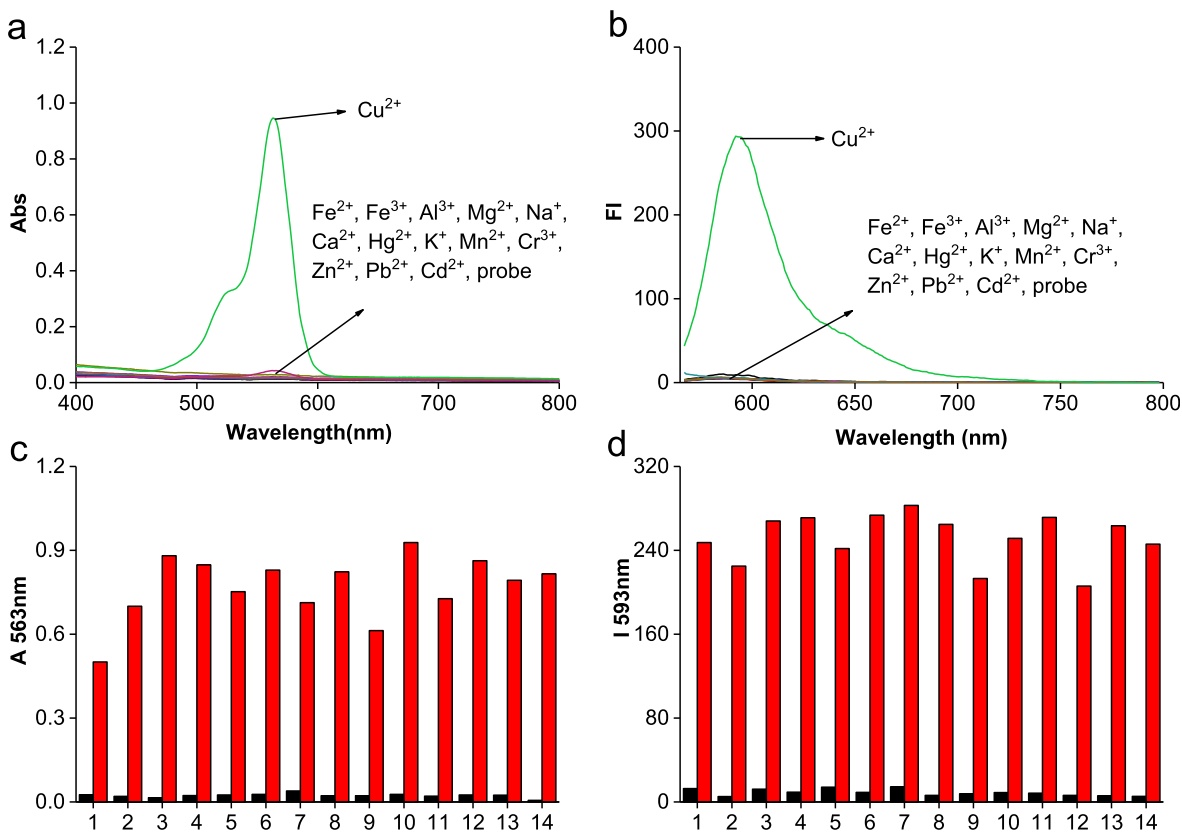 a
1.2
1.0
0.8
0.6
0.4
0.2
0.0
Abs
Cu²⁺
Fe²⁺, Fe³⁺, Al³⁺, Mg²⁺, Na⁺,
Ca²⁺, Hg²⁺, K⁺, Mn²⁺, Cr³⁺,
Zn²⁺, Pb²⁺, Cd²⁺, probe
400 500 600 700 800
Wavelength(nm)
b
400
300
200
100
0
FI
Cu²⁺
Fe²⁺, Fe³⁺, Al³⁺, Mg²⁺, Na⁺,
Ca²⁺, Hg²⁺, K⁺, Mn²⁺, Cr³⁺,
Zn²⁺, Pb²⁺, Cd²⁺, probe
600 650 700 750 800
Wavelength (nm)
c
1.2
0.9
0.6
0.3
0.0
A 563nm
1 2 3 4 5 6 7 8 9 10 11 12 13 14
d
320
240
160
80
0
I 593nm
1 2 3 4 5 6 7 8 9 10 11 12 13 14